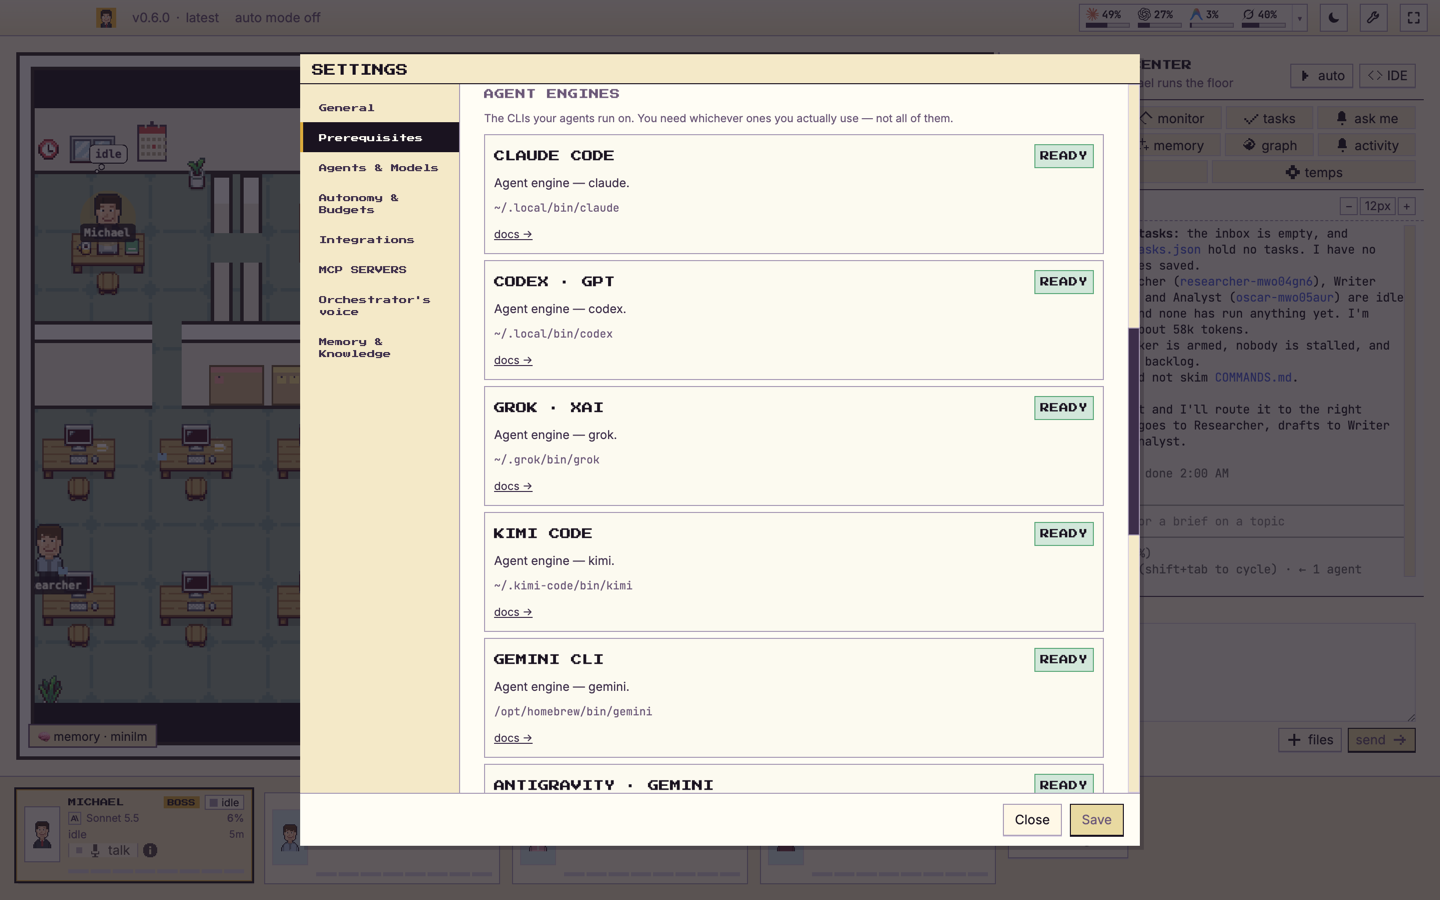 v0.6.0 · latest auto mode off
49% 27% 3% 40%
SETTINGS
General
Prerequisites
Agents & Models
Autonomy &
Budgets
Integrations
MCP SERVERS
Orchestrator's
voice
Memory &
Knowledge
AGENT ENGINES
The CLIs your agents run on. You need whichever ones you actually use — not all of them.
CLAUDE CODE
READY
Agent engine — claude.
~/.local/bin/claude
docs →
CODEX · GPT
READY
Agent engine — codex.
~/.local/bin/codex
docs →
GROK · XAI
READY
Agent engine — grok.
~/.grok/bin/grok
docs →
KIMI CODE
READY
Agent engine — kimi.
~/.kimi-code/bin/kimi
docs →
GEMINI CLI
READY
Agent engine — gemini.
/opt/homebrew/bin/gemini
docs →
ANTIGRAVITY · GEMINI
READY
Close
Save
idle
Michael
earcher
memory · minilm
ENTER
ael runs the floor
auto
<> IDE
monitor
tasks
ask me
memory
graph
activity
temps
− 12px +
tasks: the inbox is empty, and
asks.json hold no tasks. I have no
es saved.
cher (researcher-mwo04gn6), Writer
and Analyst (oscar-mwo05aur) are idle
nd none has run anything yet. I'm
bout 58k tokens.
ker is armed, nobody is stalled, and
backlog.
d not skim COMMANDS.md.
t and I'll route it to the right
goes to Researcher, drafts to Writer
nalyst.
done 2:00 AM
or a brief on a topic
%)
(shift+tab to cycle) · ← 1 agent
+ files
send →
MICHAEL
BOSS
idle
Sonnet 5.5
6%
idle
5m
talk